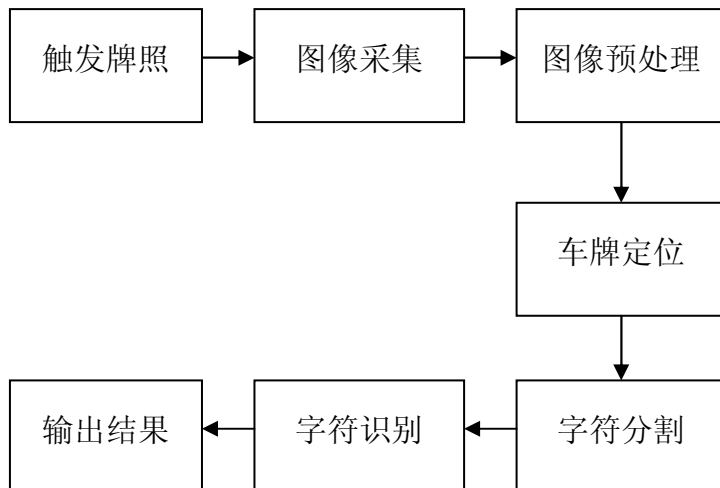 触发牌照
图像采集
图像预处理
车牌定位
字符分割
字符识别
输出结果